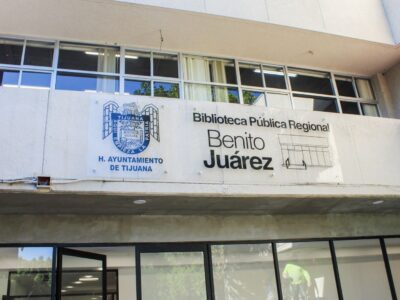 TIJUANA
H. AYUNTAMIENTO
DE TIJUANA
Biblioteca Pública Regional
Benito
Juárez